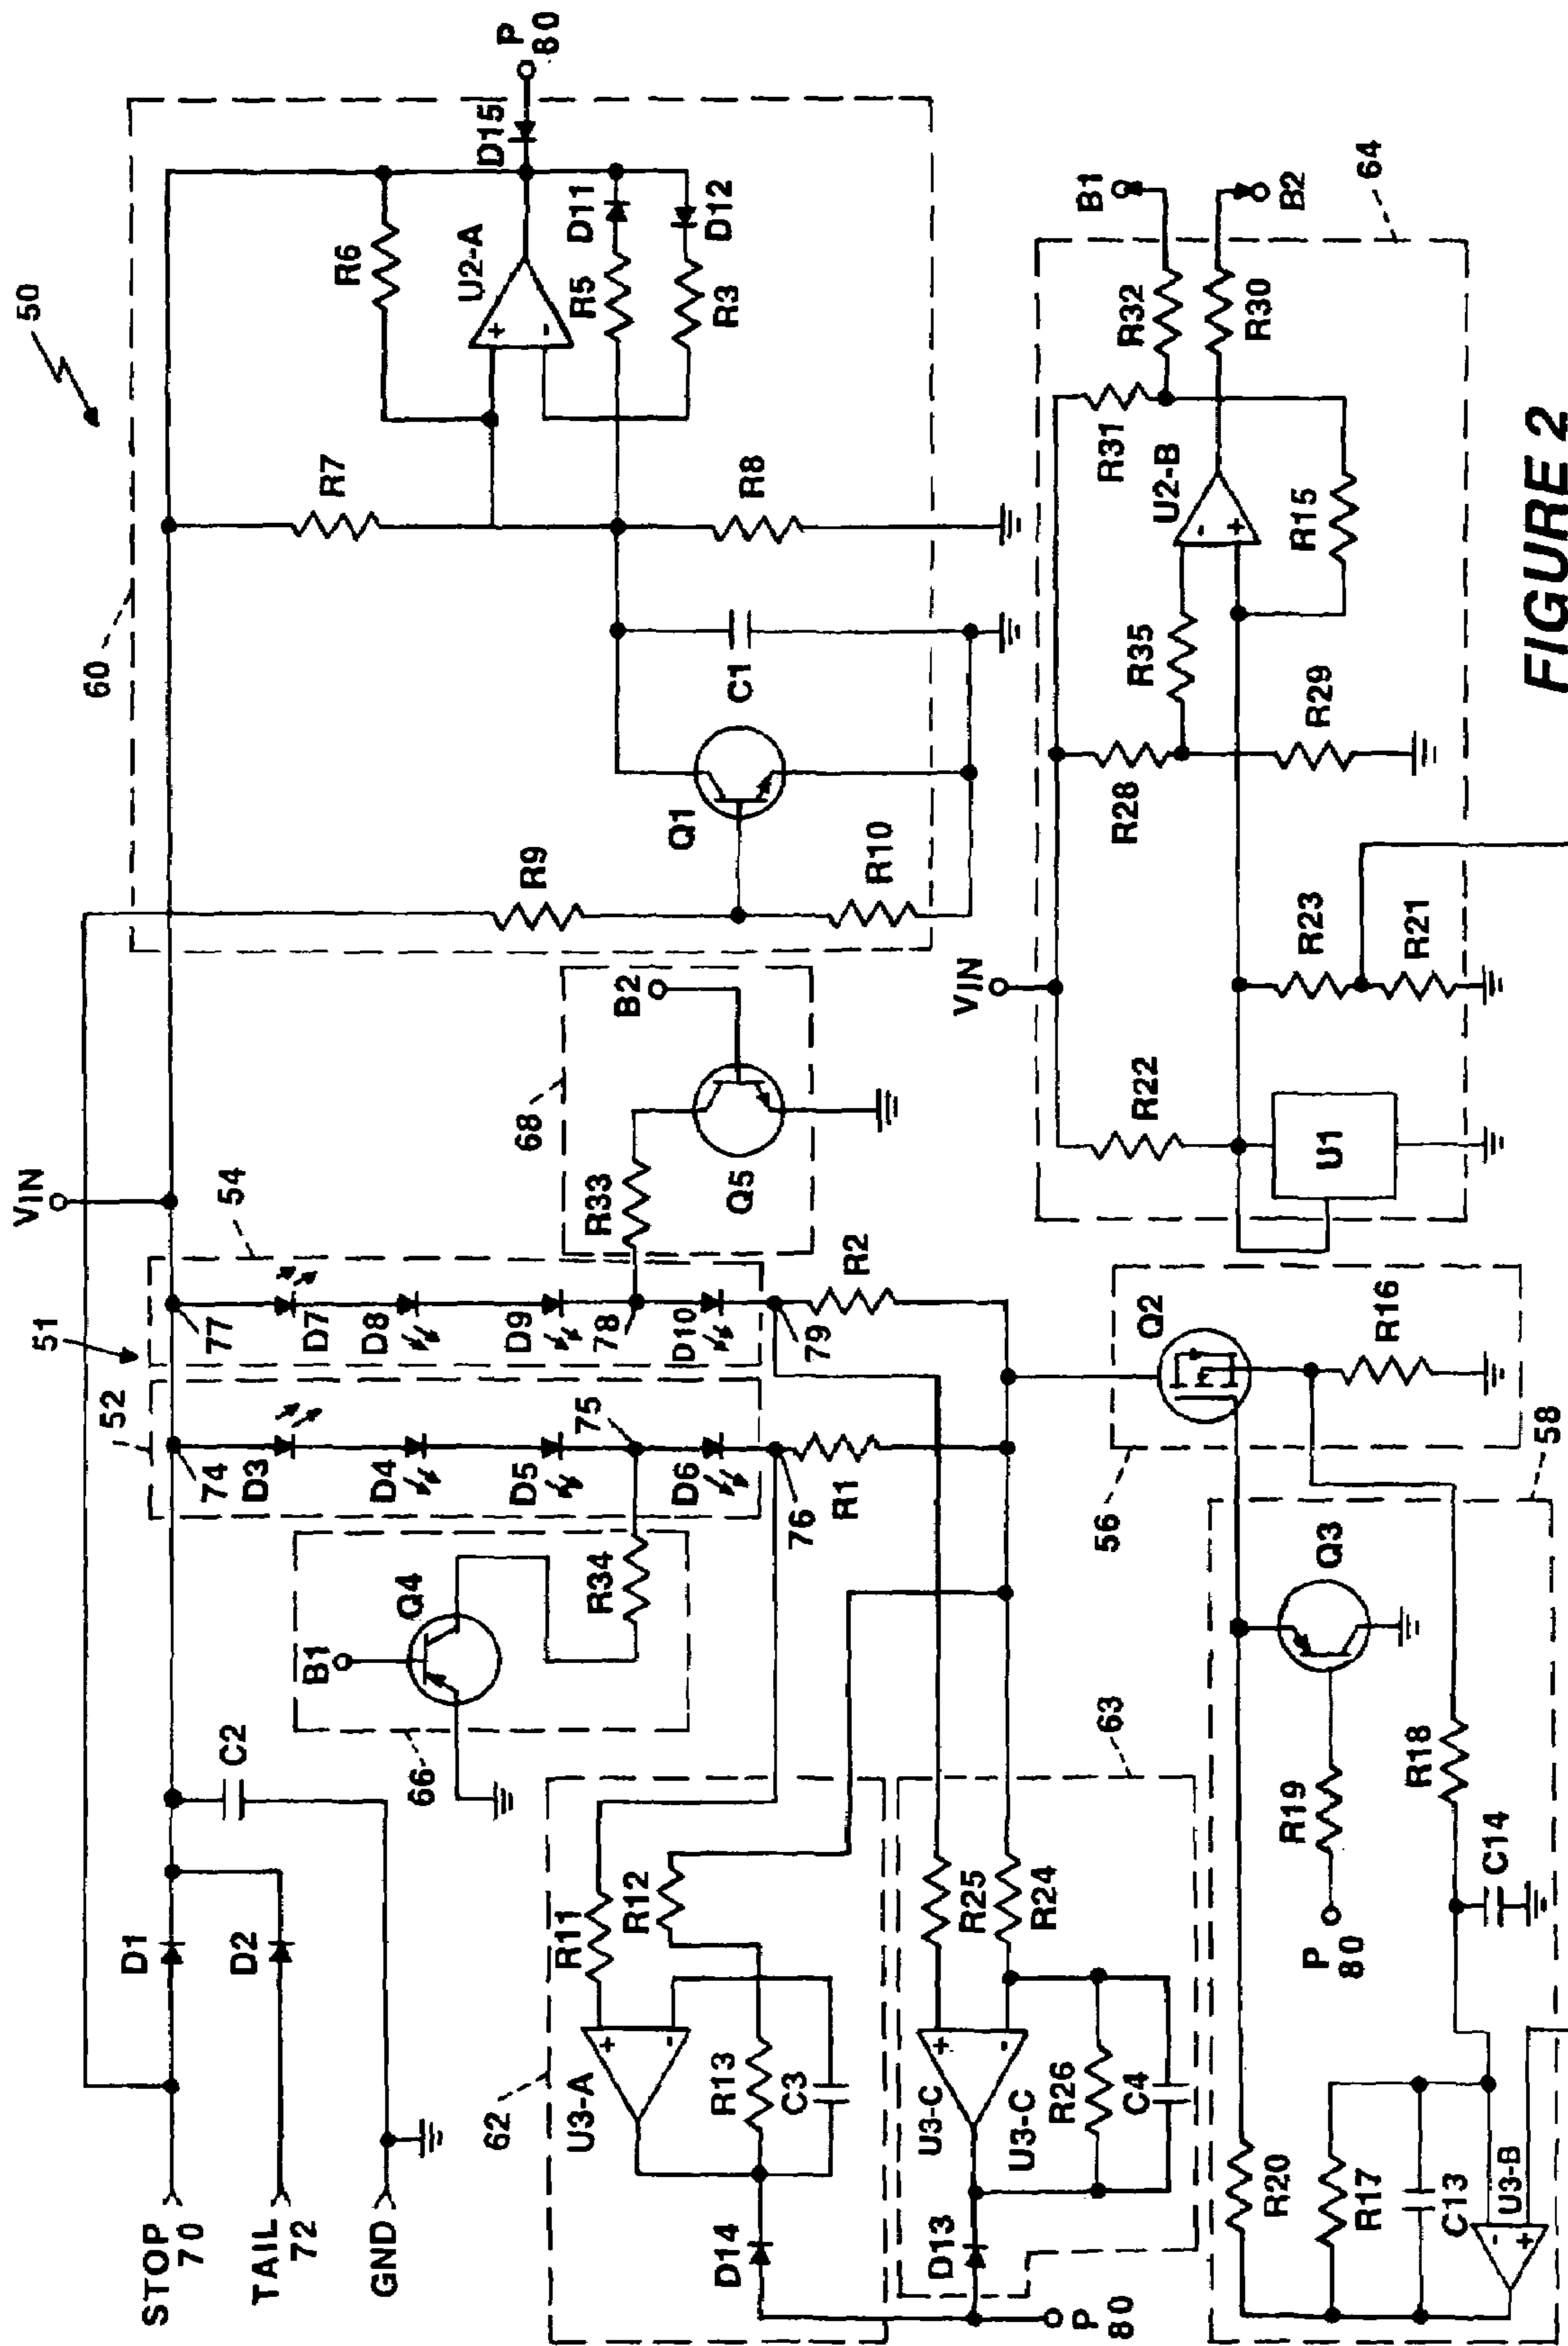 50
STOP
70
TAIL
72
GND
D1
D2
C2
VIN
51
52
54
74
D3
D4
D5
75
D6
76
R1
77
D7
D8
D9
78
D10
79
R2
66
B1
Q4
R34
68
B2
R33
Q5
60
R9
R10
Q1
C1
R7
R8
R6
U2-A
+
-
R5
D11
R3
D12
D15
P
80
62
R11
R12
U3-A
+
-
R13
C3
D14
63
R25
R24
U3-C
+
-
U3-C
R26
C4
D13
P
80
56
Q2
R16
58
Q3
R19
P
80
R18
C14
R20
R17
C13
U3-B
-
+
64
VIN
R22
U1
R23
R21
R28
R29
R35
U2-B
-
+
R31
R15
R32
R30
B1
B2
FIGURE 2